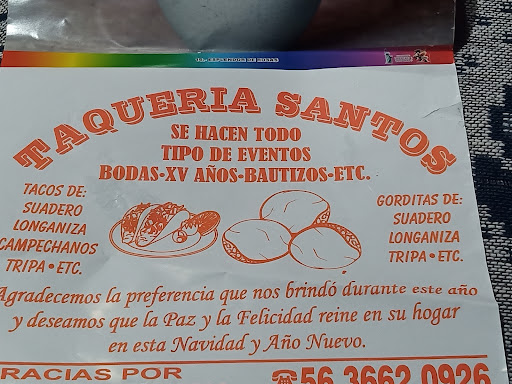 TAQUERIA SANTOS
SE HACEN TODO
TIPO DE EVENTOS
BODAS-XV AÑOS-BAUTIZOS-ETC.
TACOS DE:
SUADERO
LONGANIZA
CAMPECHANOS
TRIPA • ETC.
GORDITAS DE:
SUADERO
LONGANIZA
TRIPA • ETC.
Agradecemos la preferencia que nos brindó durante este año
y deseamos que la Paz y la Felicidad reine en su hogar
en esta Navidad y Año Nuevo.
RACIAS POR
☎56 3662 0926